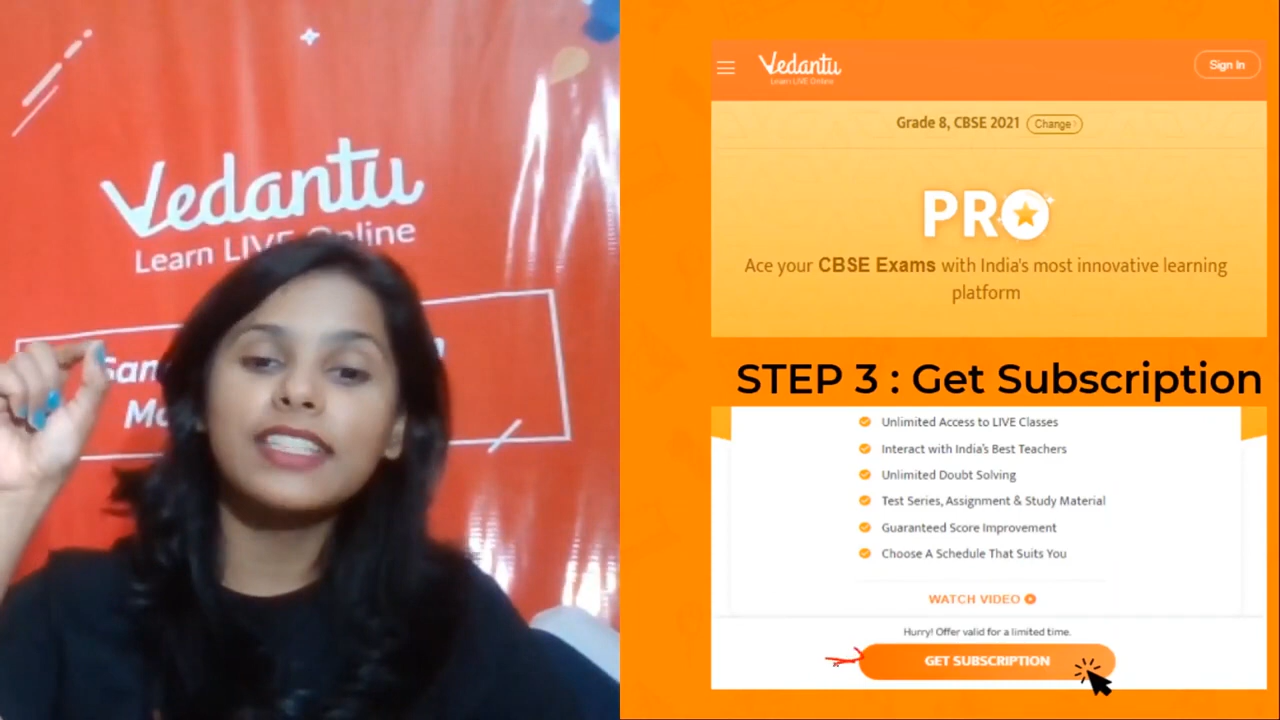 Vedantu
Learn LIVE Online
Vedantu
Learn LIVE Online
Sign In
Grade 8, CBSE 2021
Change
PRO
Ace your CBSE Exams with India's most innovative learning
platform
STEP 3 : Get Subscription
Unlimited Access to LIVE Classes
Interact with India's Best Teachers
Unlimited Doubt Solving
Test Series, Assignment & Study Material
Guaranteed Score Improvement
Choose A Schedule That Suits You
WATCH VIDEO
Hurry! Offer valid for a limited time.
GET SUBSCRIPTION